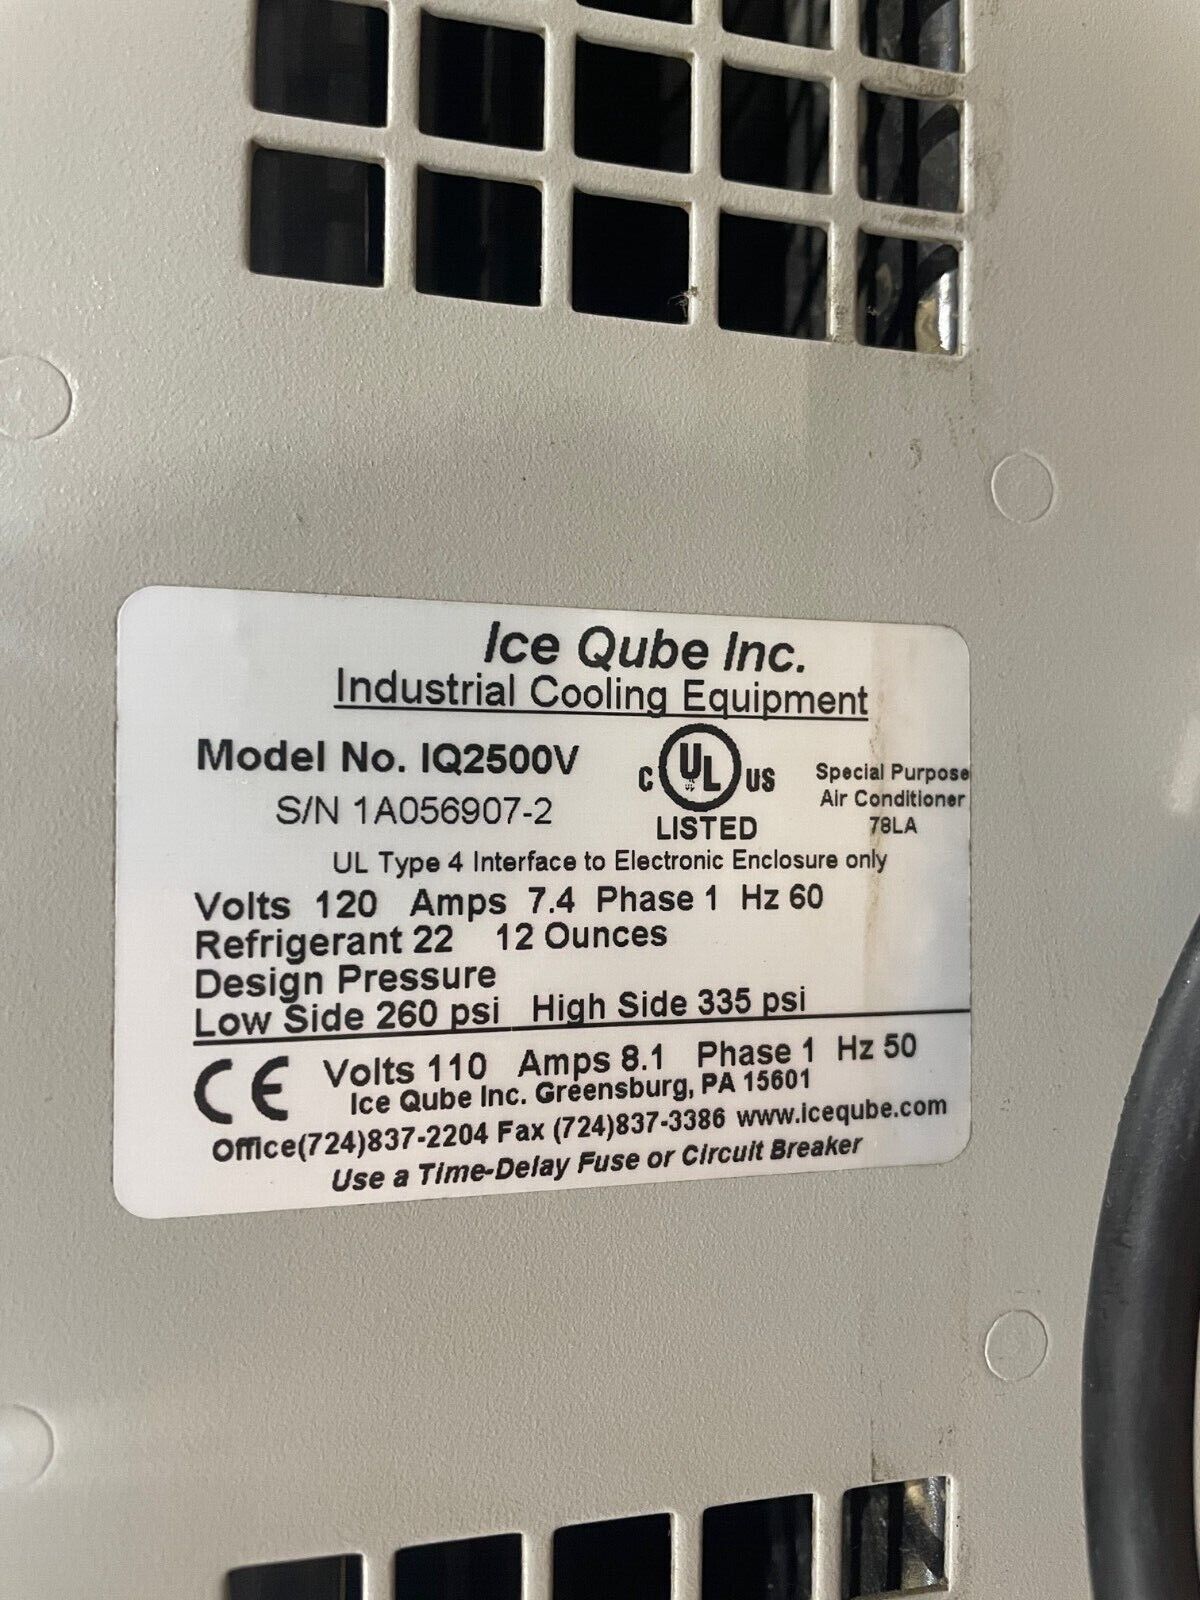 Ice Qube Inc.
Industrial Cooling Equipment
Model No. IQ2500V
S/N 1A056907-2
C UL US
LISTED
Special Purpose
Air Conditioner
78LA
UL Type 4 Interface to Electronic Enclosure only
Volts 120 Amps 7.4 Phase 1 Hz 60
Refrigerant 22 12 Ounces
Design Pressure
Low Side 260 psi High Side 335 psi
CE Volts 110 Amps 8.1 Phase 1 Hz 50
Ice Qube Inc. Greensburg, PA 15601
Office(724)837-2204 Fax (724)837-3386 www.iceqube.com
Use a Time-Delay Fuse or Circuit Breaker